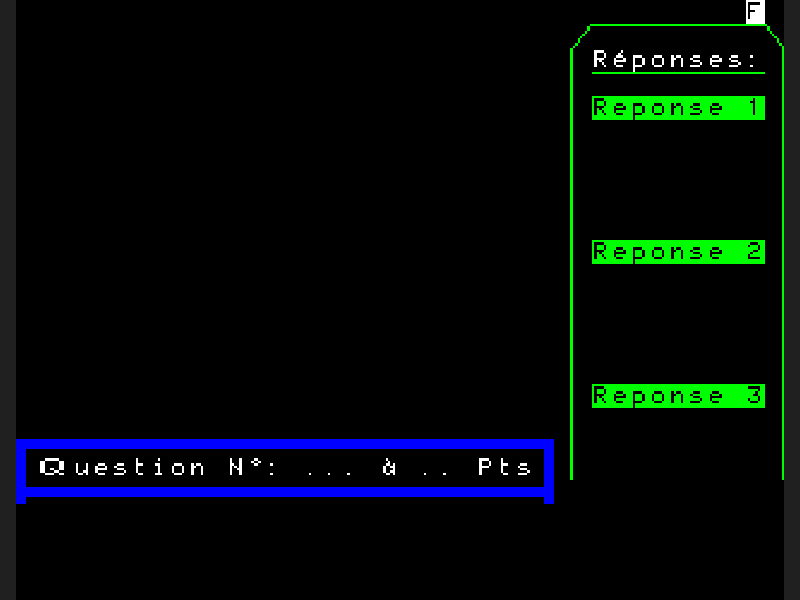 F
Réponses:
Reponse 1
Reponse 2
Reponse 3
Question N°: ... à .. Pts